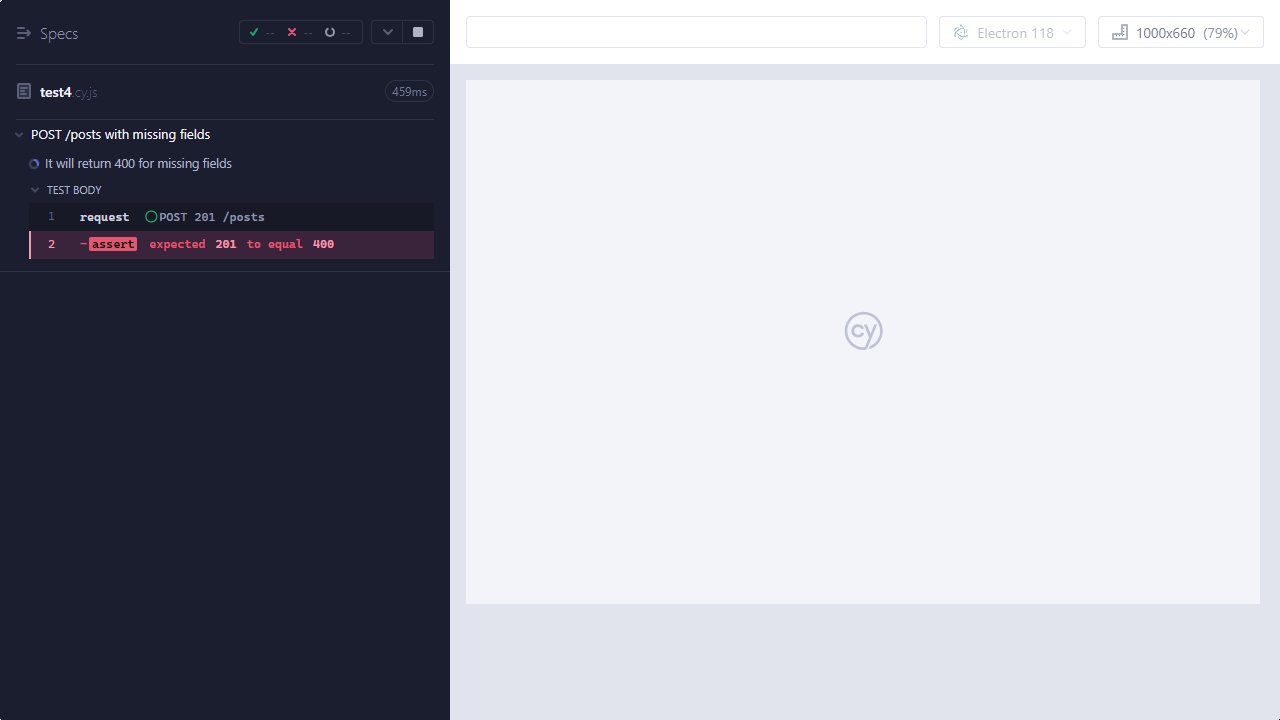 Specs
-- -- --
test4.cy.js
459ms
POST /posts with missing fields
It will return 400 for missing fields
TEST BODY
1 request POST 201 /posts
2 -assert expected 201 to equal 400
Electron 118
1000x660 (79%)
cy